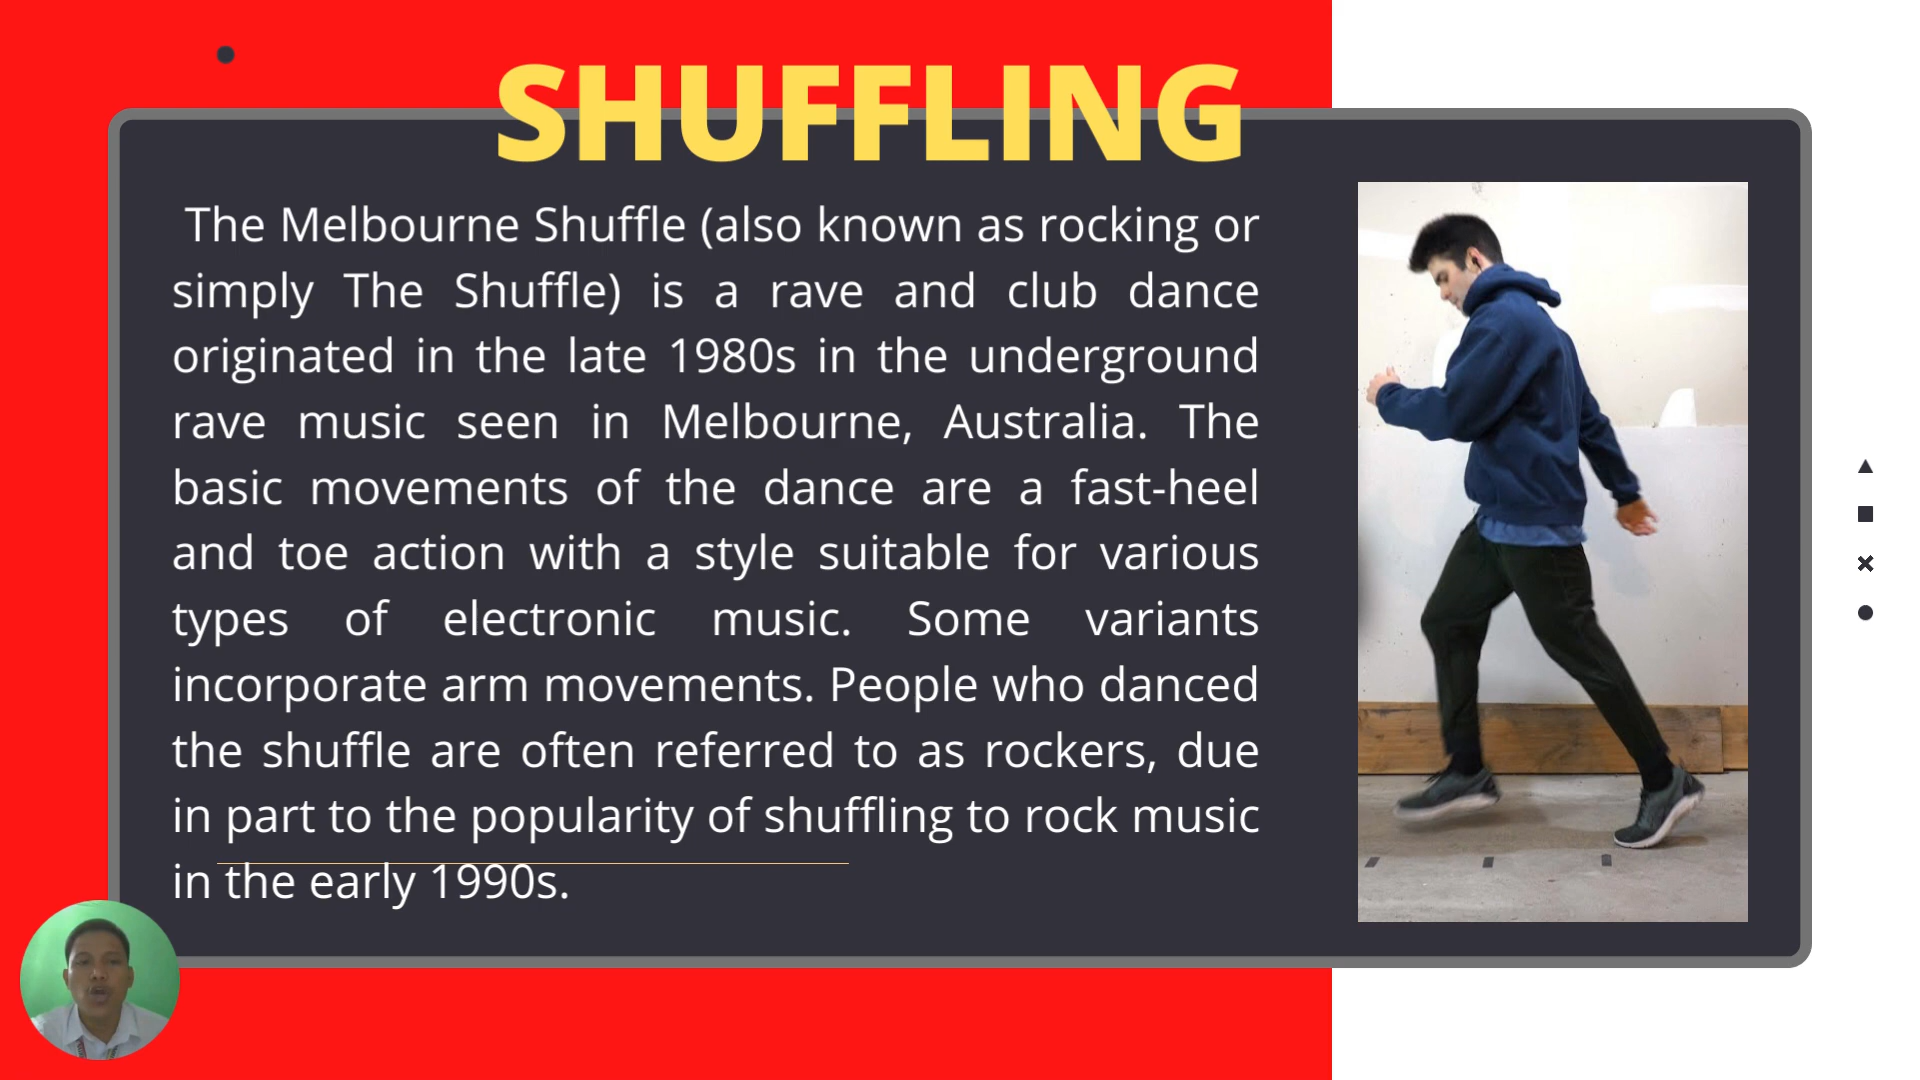 SHUFFLING
The Melbourne Shuffle (also known as rocking or
simply The Shuffle) is a rave and club dance
originated in the late 1980s in the underground
rave music seen in Melbourne, Australia. The
basic movements of the dance are a fast-heel
and toe action with a style suitable for various
types of electronic music. Some variants
incorporate arm movements. People who danced
the shuffle are often referred to as rockers, due
in part to the popularity of shuffling to rock music
in the early 1990s.